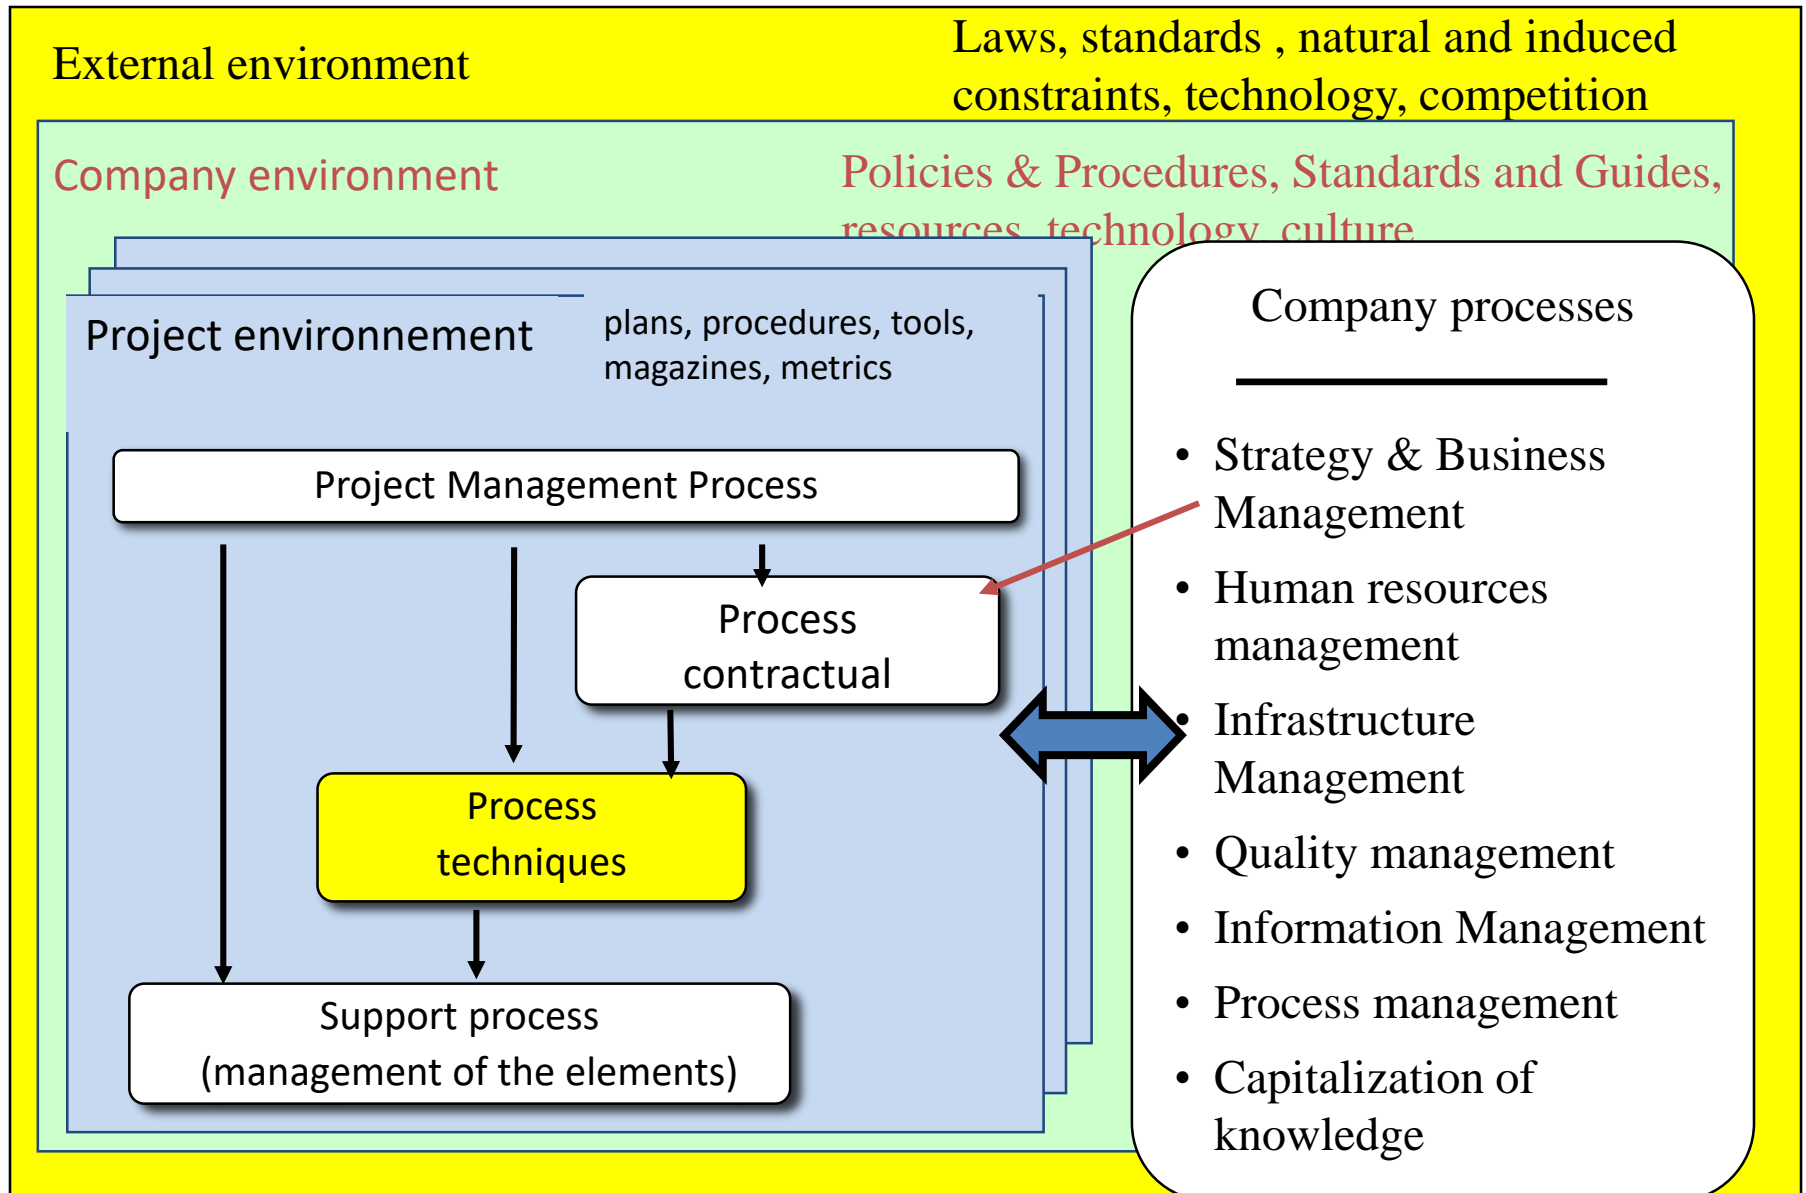 External environment
Laws, standards , natural and induced
constraints, technology, competition
Company environment
Policies & Procedures, Standards and Guides,
resources, technology, culture
Project environnement
plans, procedures, tools,
magazines, metrics
Project Management Process
Process
contractual
Process
techniques
Support process
(management of the elements)
Company processes
• Strategy & Business
Management
• Human resources
management
• Infrastructure
Management
• Quality management
• Information Management
• Process management
• Capitalization of
knowledge